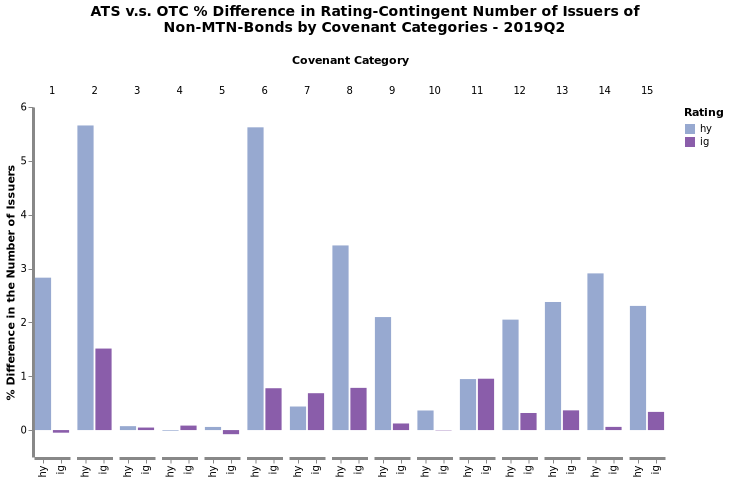 ATS v.s. OTC % Difference in Rating-Contingent Number of Issuers of
Non-MTN-Bonds by Covenant Categories - 2019Q2
Covenant Category
1 2 3 4 5 6 7 8 9 10 11 12 13 14 15
Rating
hy
ig
% Difference in the Number of Issuers
6
5
4
3
2
1
0
hy ig hy ig hy ig hy ig hy ig hy ig hy ig hy ig hy ig hy ig hy ig hy ig hy ig hy ig hy ig